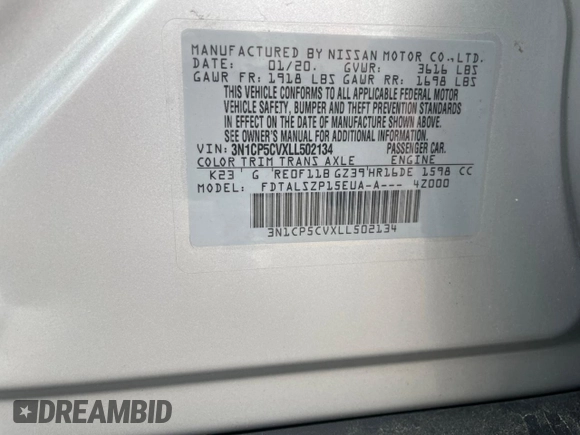 MANUFACTURED BY NISSAN MOTOR CO.,LTD.
DATE: 01/20. GVWR: 3616 LBS
GAWR FR: 1918 LBS GAWR RR: 1698 LBS
THIS VEHICLE CONFORMS TO ALL APPLICABLE FEDERAL MOTOR
VEHICLE SAFETY, BUMPER AND THEFT PREVENTION STANDARDS
IN EFFECT ON THE DATE OF MANUFACTURE SHOWN ABOVE.
SEE OWNER'S MANUAL FOR ADDITIONAL INFORMATION.
VIN: 3N1CP5CVXLL502134 PASSENGER CAR.
COLOR TRIM TRANS AXLE ENGINE
K23 ' G 'RE0F11B GZ39'HR16DE 1598 CC
MODEL: FDTALSZP15EUA-A--- 4Z000
3N1CP5CVXLL502134
DREAMBID